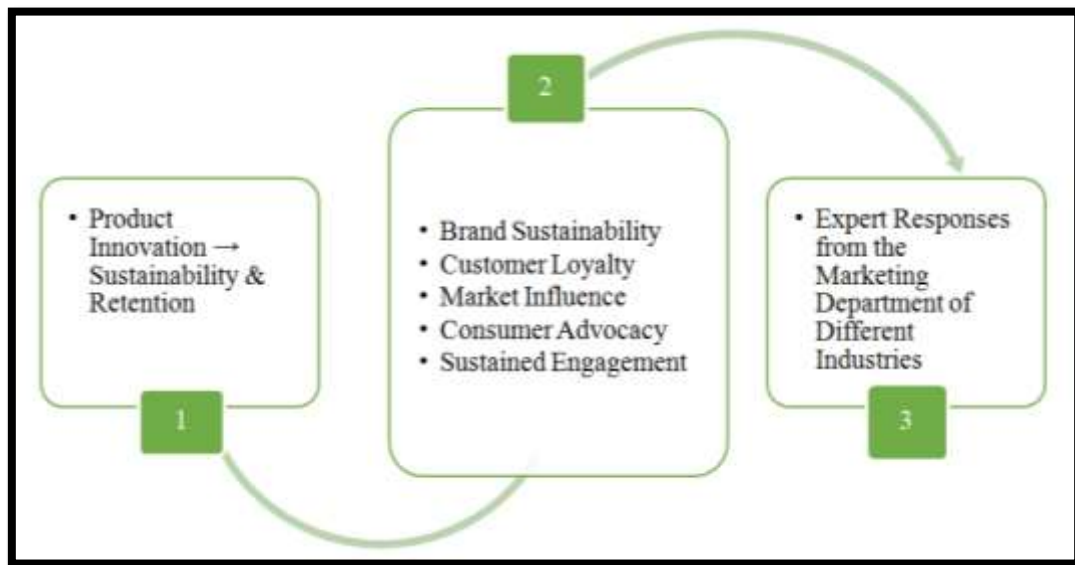 • Product
Innovation →
Sustainability &
Retention
1
2
• Brand Sustainability
• Customer Loyalty
• Market Influence
• Consumer Advocacy
• Sustained Engagement
• Expert Responses
from the
Marketing
Department of
Different
Industries
3